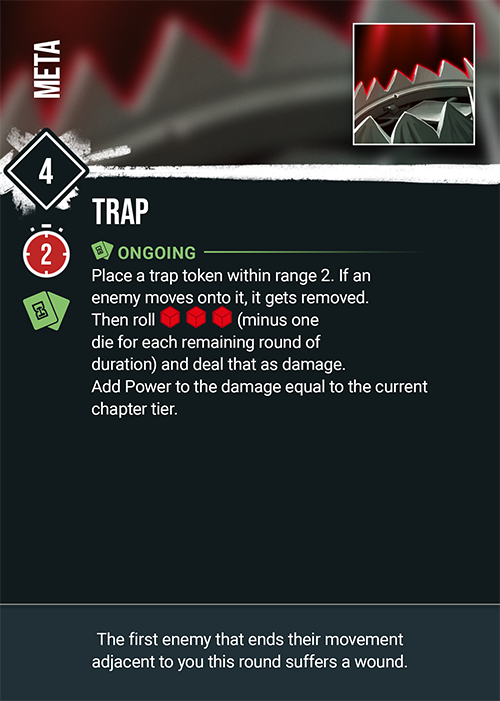 META
4
TRAP
2
ONGOING
Place a trap token within range 2. If an
enemy moves onto it, it gets removed.
Then roll (minus one
die for each remaining round of
duration) and deal that as damage.
Add Power to the damage equal to the current
chapter tier.
The first enemy that ends their movement
adjacent to you this round suffers a wound.